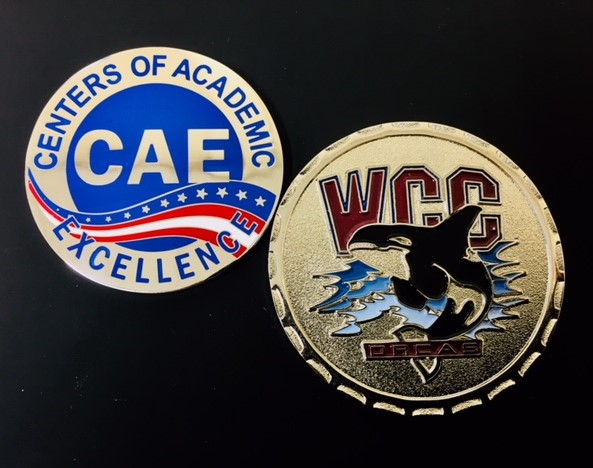 CENTERS OF ACADEMIC
CAE
EXCELLENCE
WCC
ORCAS